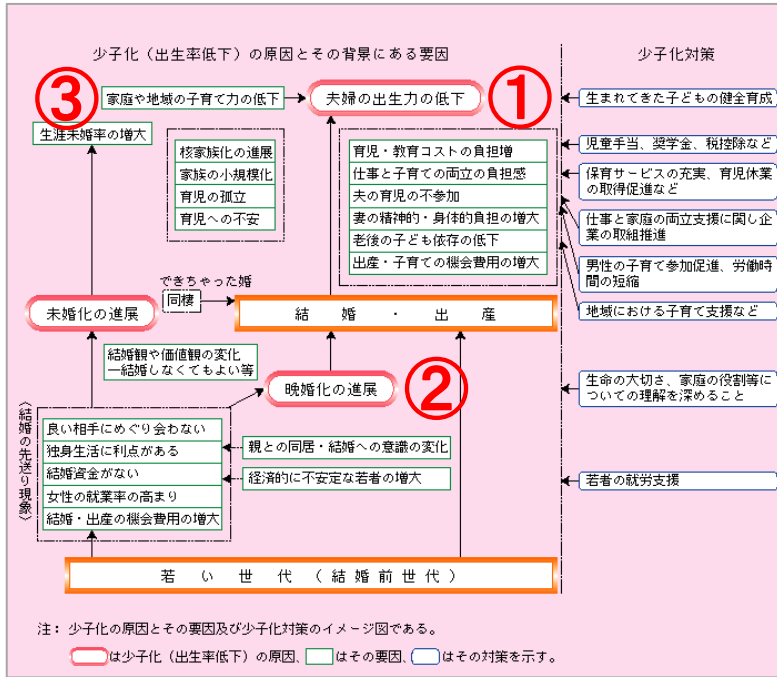 少子化（出生率低下）の原因とその背景にある要因
少子化対策
③
家庭や地域の子育て力の低下
夫婦の出生力の低下
①
生まれてきた子どもの健全育成
生涯未婚率の増大
核家族化の進展
家族の小規模化
育児の孤立
育児への不安
育児・教育コストの負担増
仕事と子育ての両立の負担感
夫の育児の不参加
妻の精神的・身体的負担の増大
老後の子ども依存の低下
出産・子育ての機会費用の増大
児童手当、奨学金、税控除など
保育サービスの充実、育児休業
の取得促進など
仕事と家庭の両立支援に関し企
業の取組推進
男性の子育て参加促進、労働時
間の短縮
地域における子育て支援など
できちゃった婚
同棲
未婚化の進展
結婚・出産
結婚観や価値観の変化
―結婚しなくてもよい等
晩婚化の進展
②
生命の大切さ、家庭の役割等に
ついての理解を深めること
〈結婚の先送り現象〉
良い相手にめぐり会わない
独身生活に利点がある
結婚資金がない
女性の就業率の高まり
結婚・出産の機会費用の増大
親との同居・結婚への意識の変化
経済的に不安定な若者の増大
若者の就労支援
若い世代（結婚前世代）
注：少子化の原因とその要因及び少子化対策のイメージ図である。
は少子化（出生率低下）の原因、はその要因、はその対策を示す。